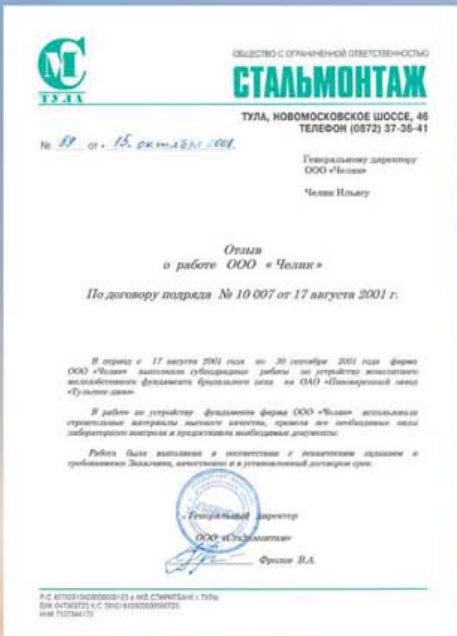 СМ
ТУЛА
ОБЩЕСТВО С ОГРАНИЧЕННОЙ ОТВЕТСТВЕННОСТЬЮ
СТАЛЬМОНТАЖ
ТУЛА, НОВОМОСКОВСКОЕ ШОССЕ, 46
ТЕЛЕФОН (0872) 37-36-41
№ 69 от « 15. октября 2001.
Генеральному директору
ООО «Челик»
Челик Ильясу
Отзыв
о работе ООО « Челик »
По договору подряда № 10 007 от 17 августа 2001 г.
В период с 17 августа 2001 года по 30 сентября 2001 года фирма
ООО «Челик» выполнила субподрядные работы по устройству монолитного
железобетонного фундамента бродильного цеха на ОАО «Пивоваренный завод
«Тульское пиво».
В работе по устройству фундамента фирма ООО «Челик» использовала
строительные материалы высокого качества, провела все необходимые виды
лабораторного контроля и предоставила необходимые документы.
Работа была выполнена в соответствии с техническим заданием и
требованиями Заказчика, качественно и в установленный договором срок.
Генеральный директор
ООО «Стальмонтаж»
Фролов В.А.